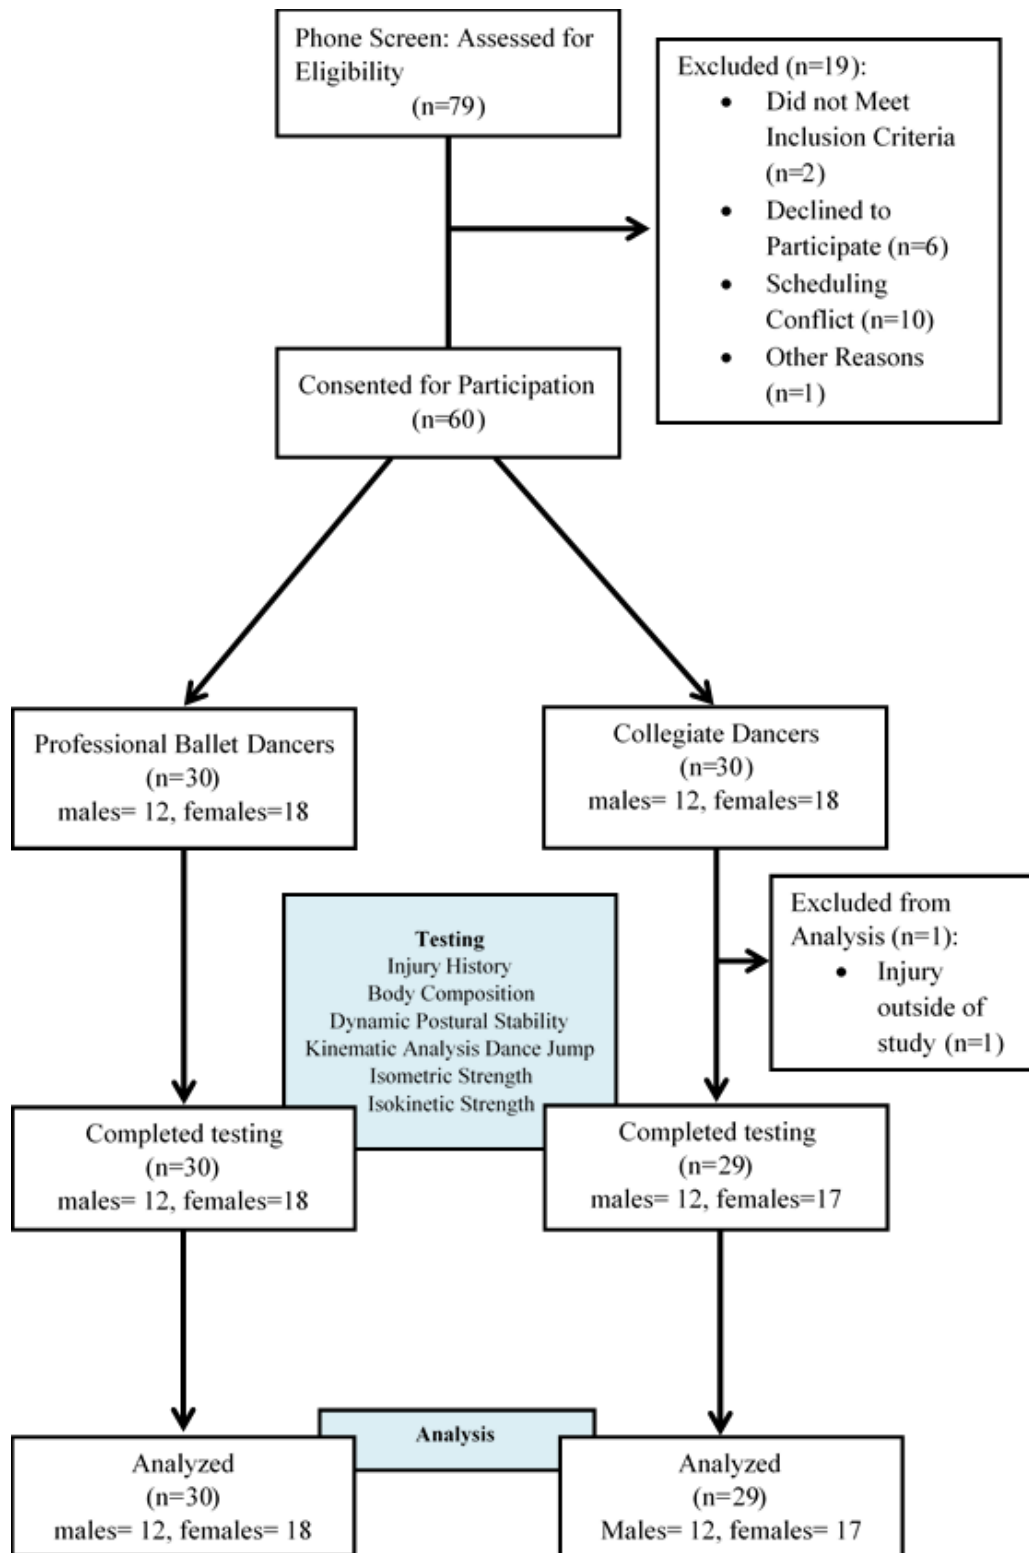 Phone Screen: Assessed for
Eligibility
(n=79)
Excluded (n=19):
• Did not Meet
Inclusion Criteria
(n=2)
• Declined to
Participate (n=6)
• Scheduling
Conflict (n=10)
• Other Reasons
(n=1)
Consented for Participation
(n=60)
Professional Ballet Dancers
(n=30)
males= 12, females=18
Collegiate Dancers
(n=30)
males= 12, females=18
Excluded from
Analysis (n=1):
• Injury
outside of
study (n=1)
Testing
Injury History
Body Composition
Dynamic Postural Stability
Kinematic Analysis Dance Jump
Isometric Strength
Isokinetic Strength
Completed testing
(n=30)
males= 12, females=18
Completed testing
(n=29)
males= 12, females=17
Analysis
Analyzed
(n=30)
males= 12, females= 18
Analyzed
(n=29)
Males= 12, females= 17